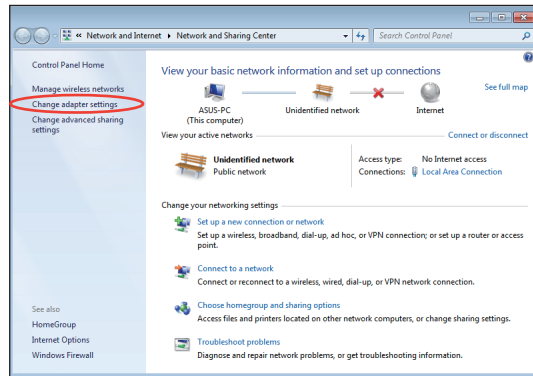 « Network and Internet ▸ Network and Sharing Center
Search Control Panel
Control Panel Home
Manage wireless networks
Change adapter settings
Change advanced sharing
settings
See also
HomeGroup
Internet Options
Windows Firewall
View your basic network information and set up connections
See full map
ASUS-PC
(This computer)
Unidentified network
Internet
View your active networks
Connect or disconnect
Unidentified network
Public network
Access type: No Internet access
Connections: Local Area Connection
Change your networking settings
Set up a new connection or network
Set up a wireless, broadband, dial-up, ad hoc, or VPN connection; or set up a router or access
point.
Connect to a network
Connect or reconnect to a wireless, wired, dial-up, or VPN network connection.
Choose homegroup and sharing options
Access files and printers located on other network computers, or change sharing settings.
Troubleshoot problems
Diagnose and repair network problems, or get troubleshooting information.